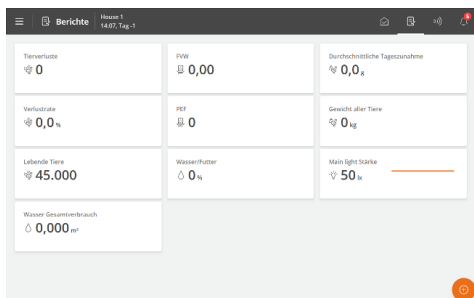 Berichte
House 1
14:07, Tag -1
6
Tierverluste
0
FVW
0,00
Durchschnittliche Tageszunahme
0,0 g
Verlustrate
0,0 %
PEF
0
Gewicht aller Tiere
0 kg
Lebende Tiere
45.000
Wasser/Futter
0 %
Main light Stärke
50 lx
Wasser Gesamtverbrauch
0,000 m³